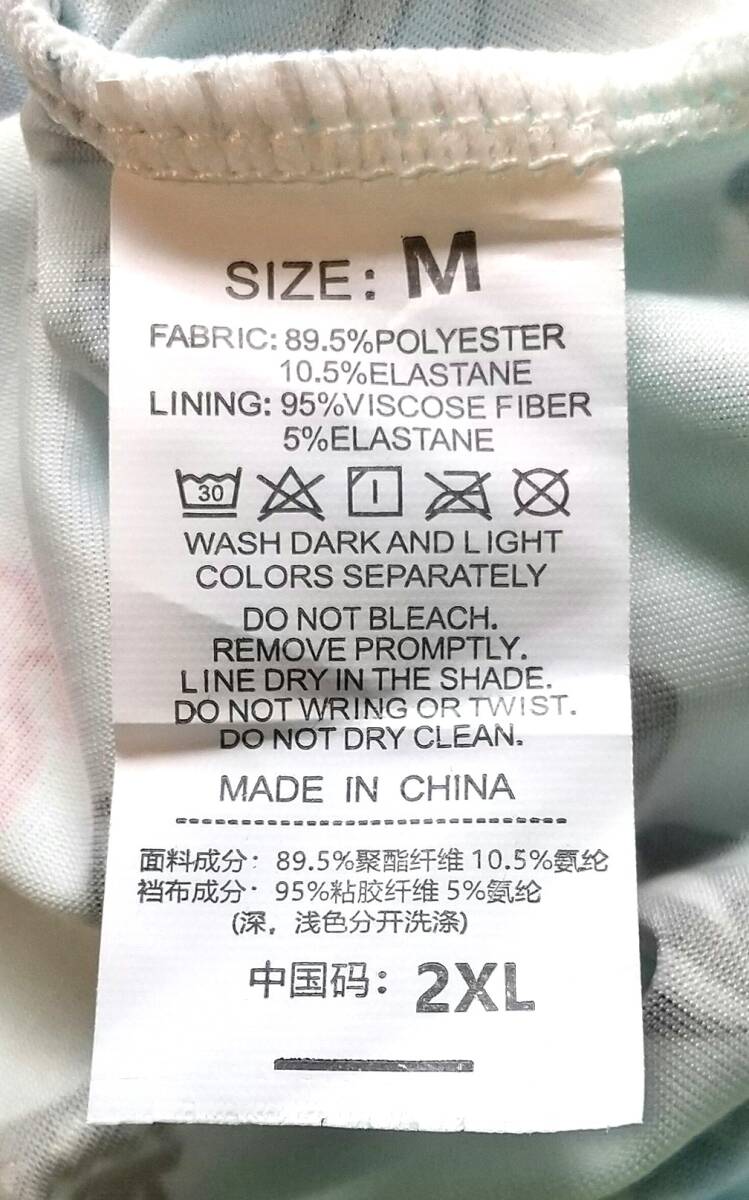 SIZE: M
FABRIC: 89.5%POLYESTER
10.5%ELASTANE
LINING: 95%VISCOSE FIBER
5%ELASTANE
30
WASH DARK AND LIGHT
COLORS SEPARATELY
DO NOT BLEACH.
REMOVE PROMPTLY.
LINE DRY IN THE SHADE.
DO NOT WRING OR TWIST.
DO NOT DRY CLEAN.
MADE IN CHINA
面料成分：89.5%聚酯纤维 10.5%氨纶
裆布成分：95%粘胶纤维 5%氨纶
(深，浅色分开洗涤)
中国码：2XL